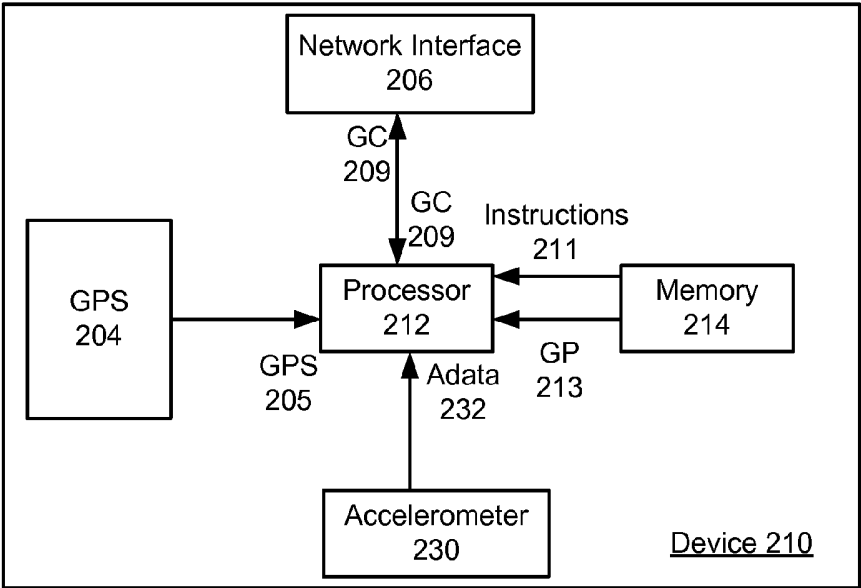 Network Interface
206
GC
209
GC
209
Instructions
211
GPS
204
Processor
212
Memory
214
GPS
205
Adata
232
GP
213
Accelerometer
230
Device 210